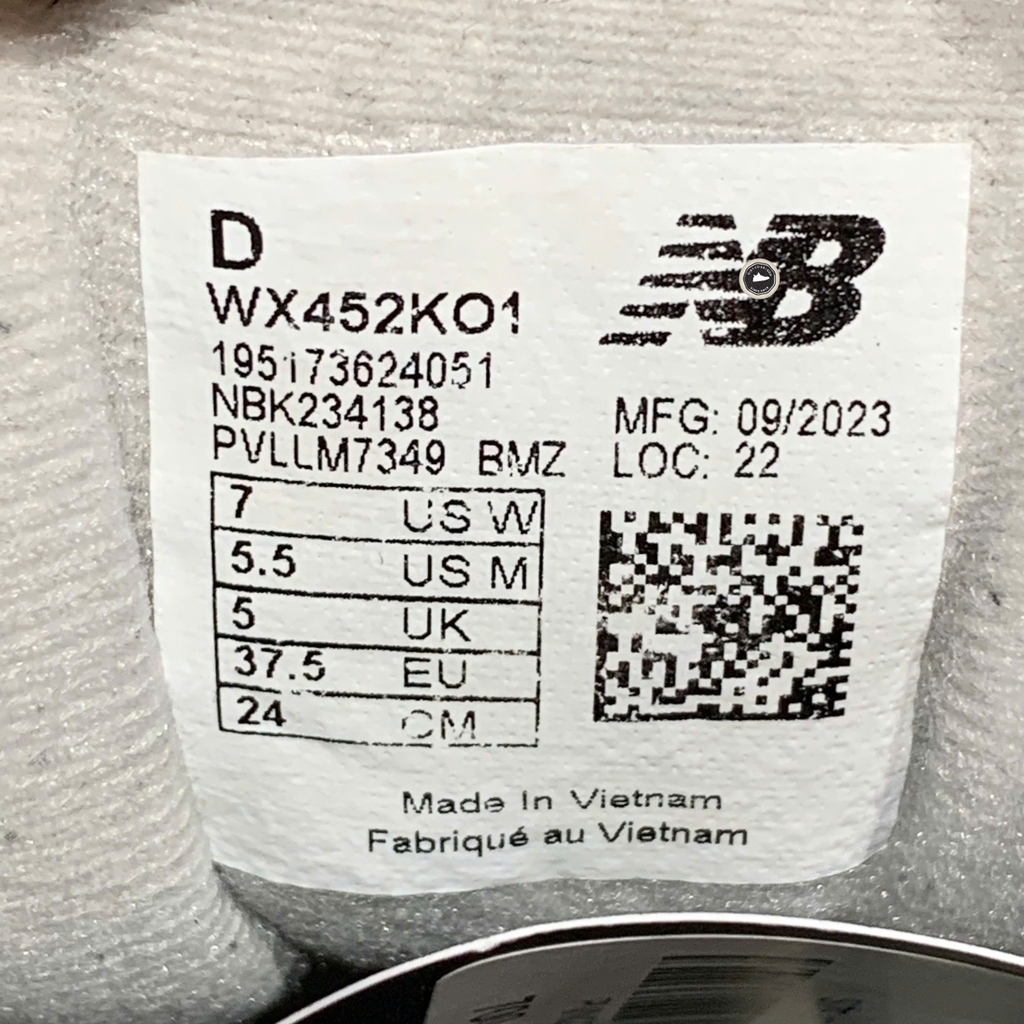 D
WX452KO1
195173624051
NBK234138
PVLLM7349 BMZ
NB
MFG: 09/2023
LOC: 22
7 US W
5.5 US M
5 UK
37.5 EU
24 CM
Made In Vietnam
Fabriqué au Vietnam